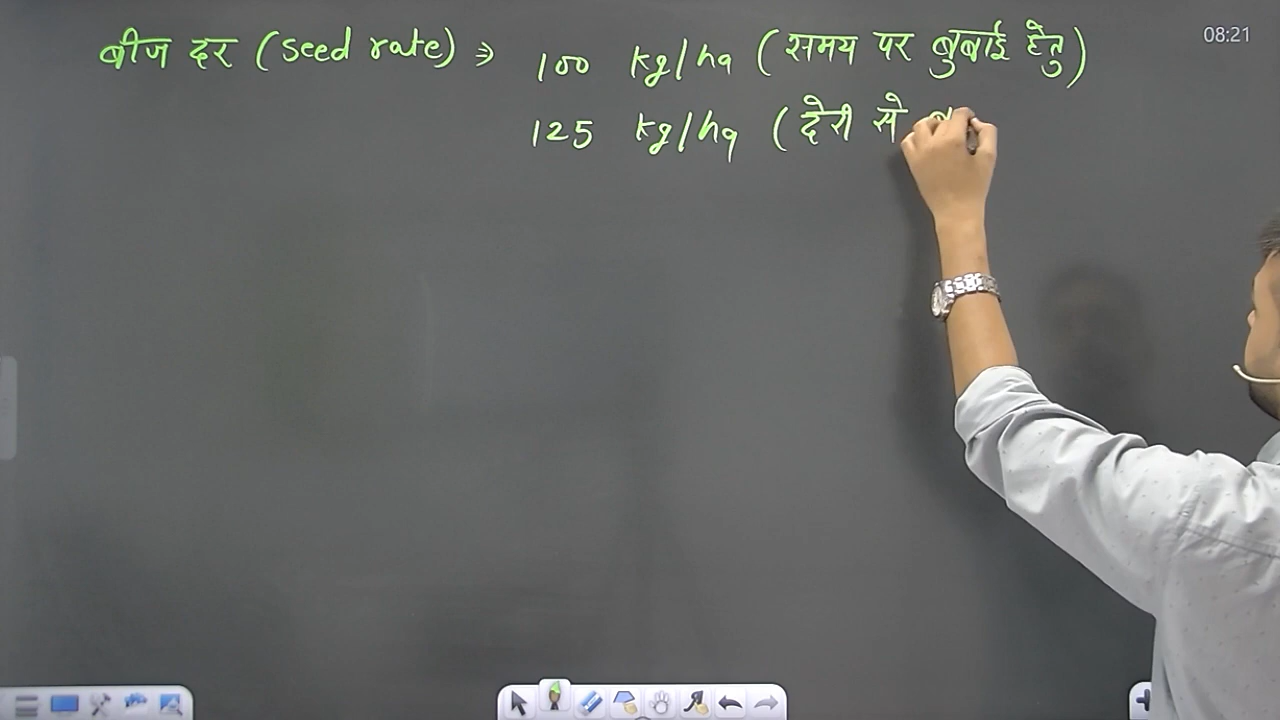 बीज दर (Seed rate) ⇒ 100 kg/ha (समय पर बुबाई हेतु)
125 kg/ha (देरी से
08:21